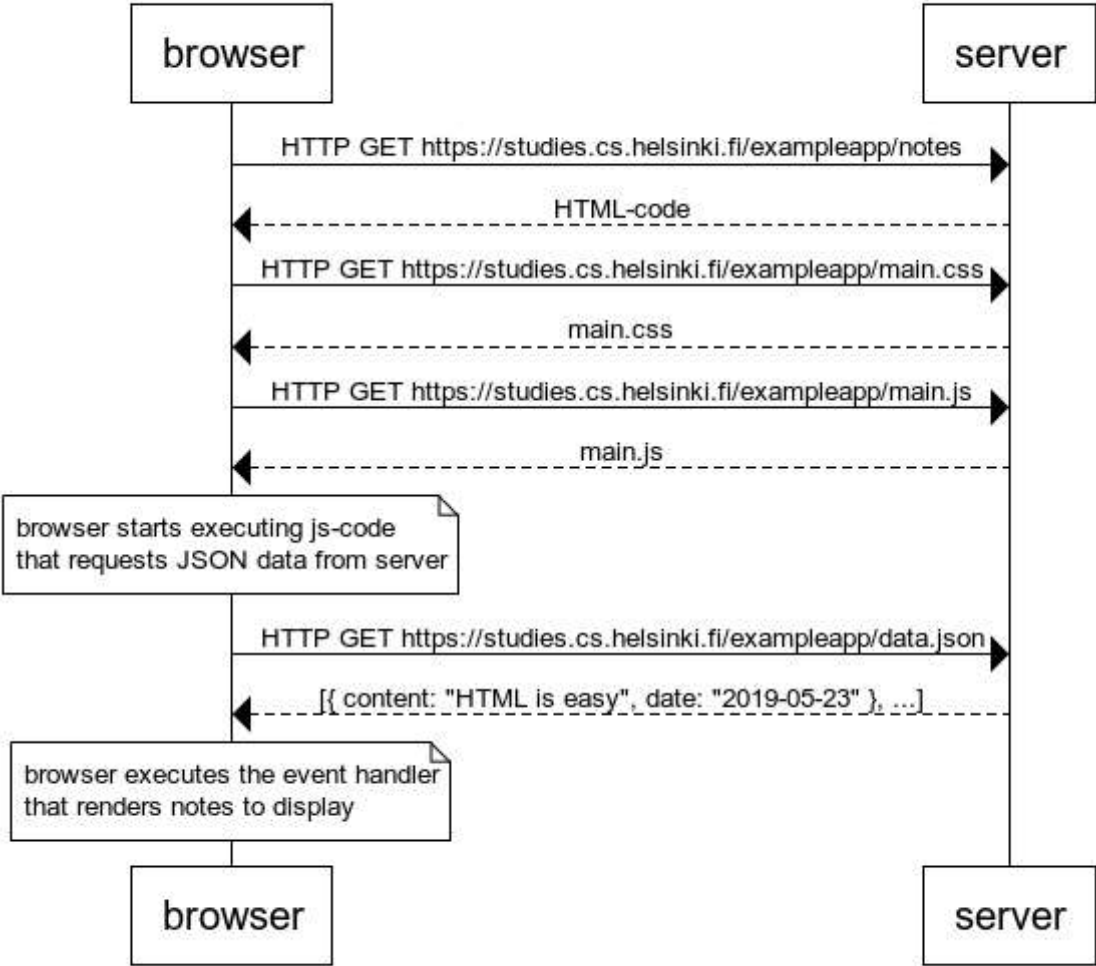 browser
server
HTTP GET https://studies.cs.helsinki.fi/exampleapp/notes
HTML-code
HTTP GET https://studies.cs.helsinki.fi/exampleapp/main.css
main.css
HTTP GET https://studies.cs.helsinki.fi/exampleapp/main.js
main.js
browser starts executing js-code
that requests JSON data from server
HTTP GET https://studies.cs.helsinki.fi/exampleapp/data.json
[{ content: "HTML is easy", date: "2019-05-23" }, ...]
browser executes the event handler
that renders notes to display
browser
server